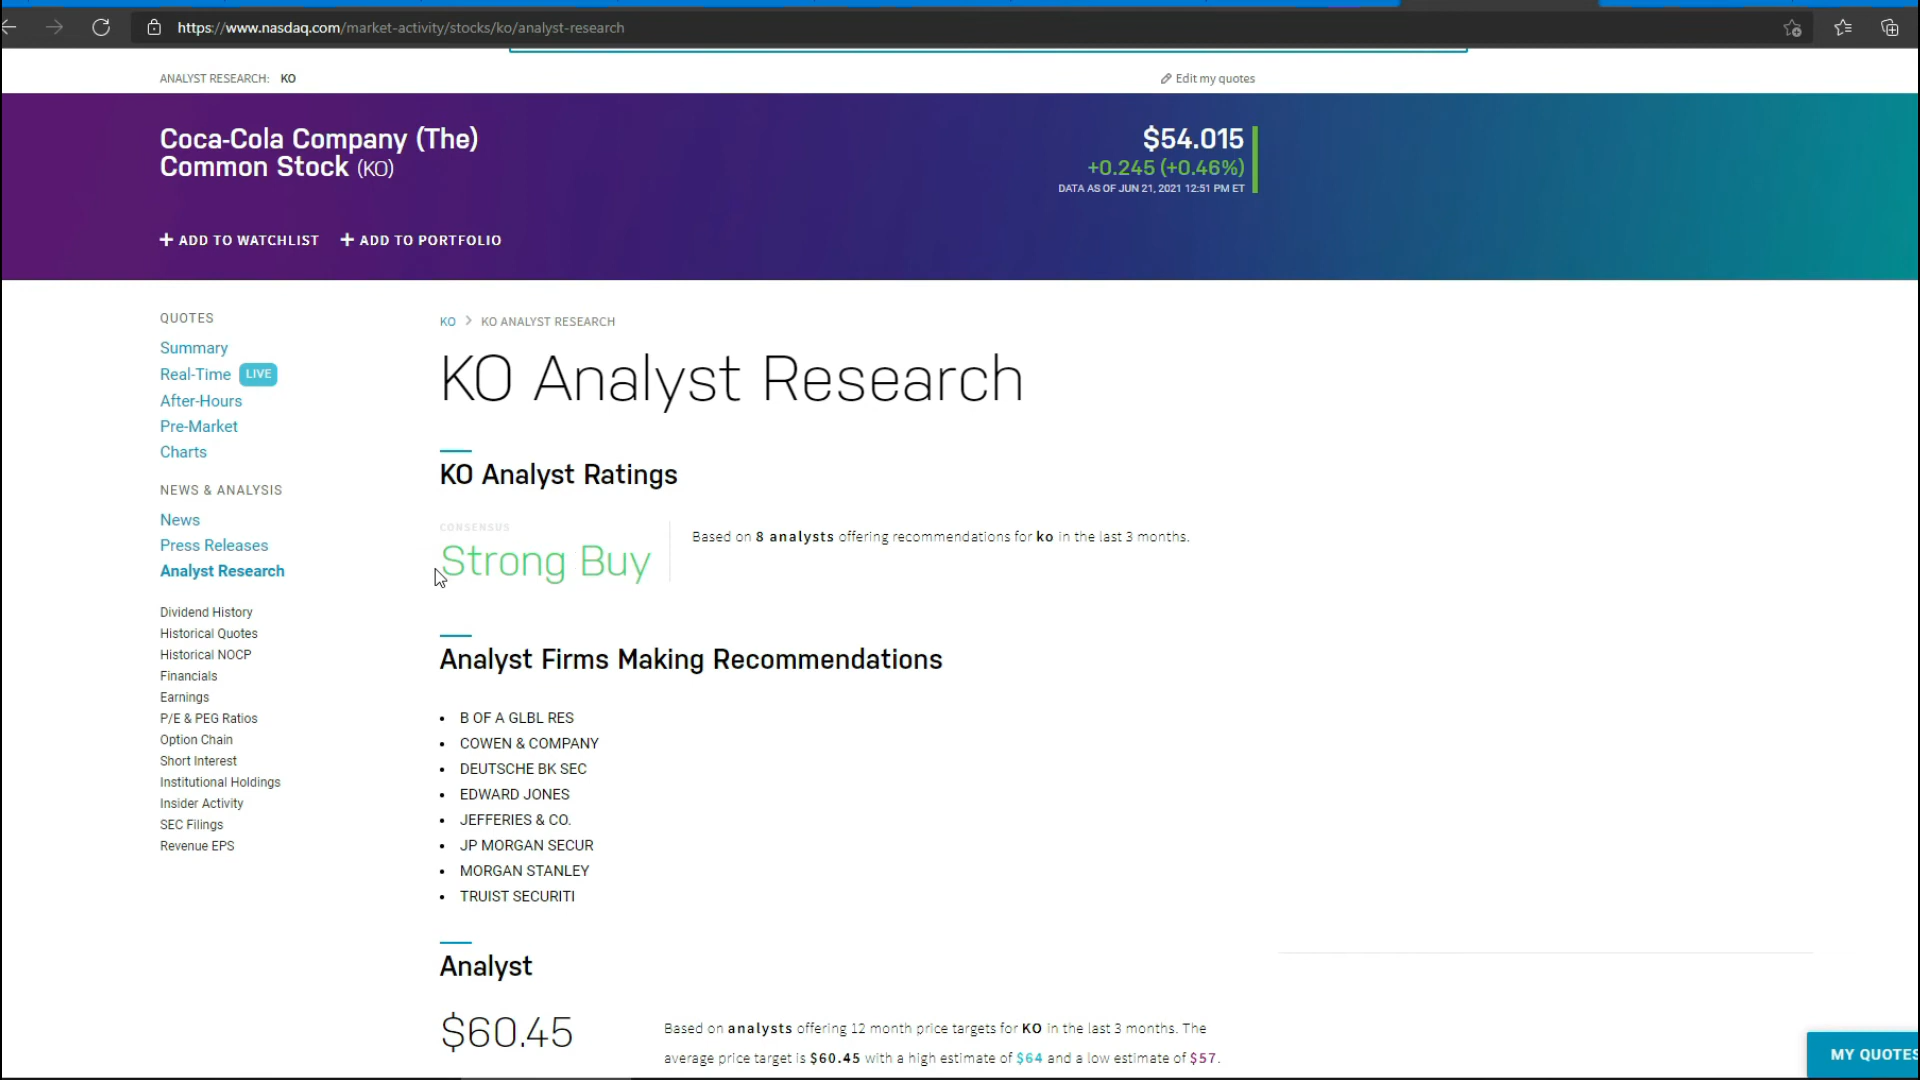 https://www.nasdaq.com/market-activity/stocks/ko/analyst-research
ANALYST RESEARCH: KO
Edit my quotes
Coca-Cola Company (The)
Common Stock (KO)
$54.015
+0.245 (+0.46%)
DATA AS OF JUN 21, 2021 12:51 PM ET
+ ADD TO WATCHLIST + ADD TO PORTFOLIO
QUOTES
Summary
Real-Time LIVE
After-Hours
Pre-Market
Charts
NEWS & ANALYSIS
News
Press Releases
Analyst Research
Dividend History
Historical Quotes
Historical NOCP
Financials
Earnings
P/E & PEG Ratios
Option Chain
Short Interest
Institutional Holdings
Insider Activity
SEC Filings
Revenue EPS
KO > KO ANALYST RESEARCH
KO Analyst Research
KO Analyst Ratings
CONSENSUS
Strong Buy
Based on 8 analysts offering recommendations for ko in the last 3 months.
Analyst Firms Making Recommendations
• B OF A GLBL RES
• COWEN & COMPANY
• DEUTSCHE BK SEC
• EDWARD JONES
• JEFFERIES & CO.
• JP MORGAN SECUR
• MORGAN STANLEY
• TRUIST SECURITI
Analyst
$60.45
Based on analysts offering 12 month price targets for KO in the last 3 months. The
average price target is $60.45 with a high estimate of $64 and a low estimate of $57.
MY QUOTES